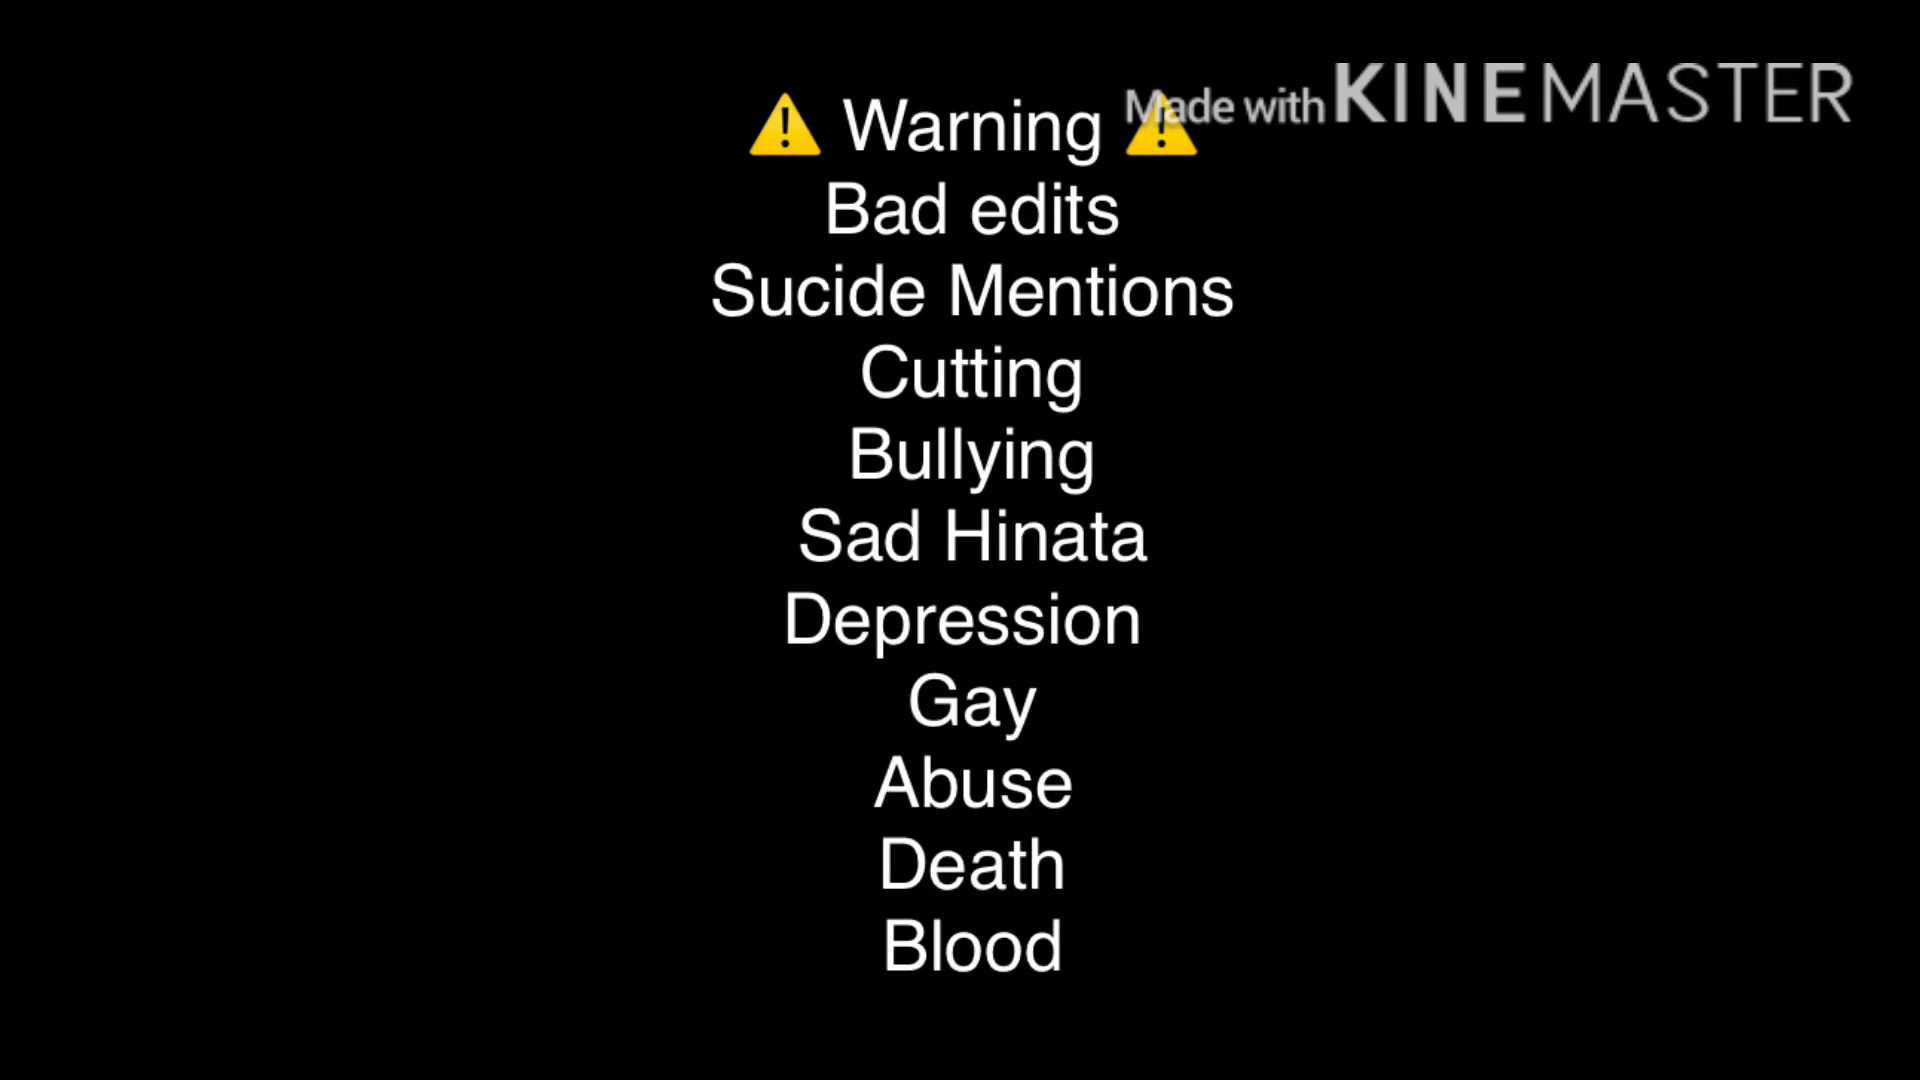 ⚠️ Warning ⚠️
Made with KINEMASTER
Bad edits
Sucide Mentions
Cutting
Bullying
Sad Hinata
Depression
Gay
Abuse
Death
Blood